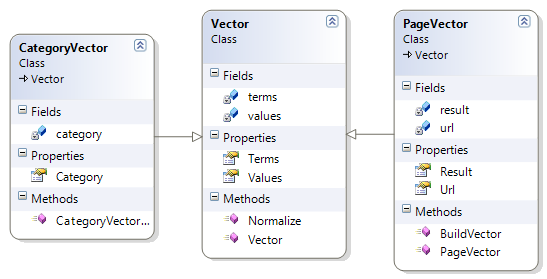 CategoryVector
Class
Vector
Fields
category
Properties
Category
Methods
CategoryVector...
Vector
Class
Fields
terms
values
Properties
Terms
Values
Methods
Normalize
Vector
PageVector
Class
Vector
Fields
result
url
Properties
Result
Url
Methods
BuildVector
PageVector